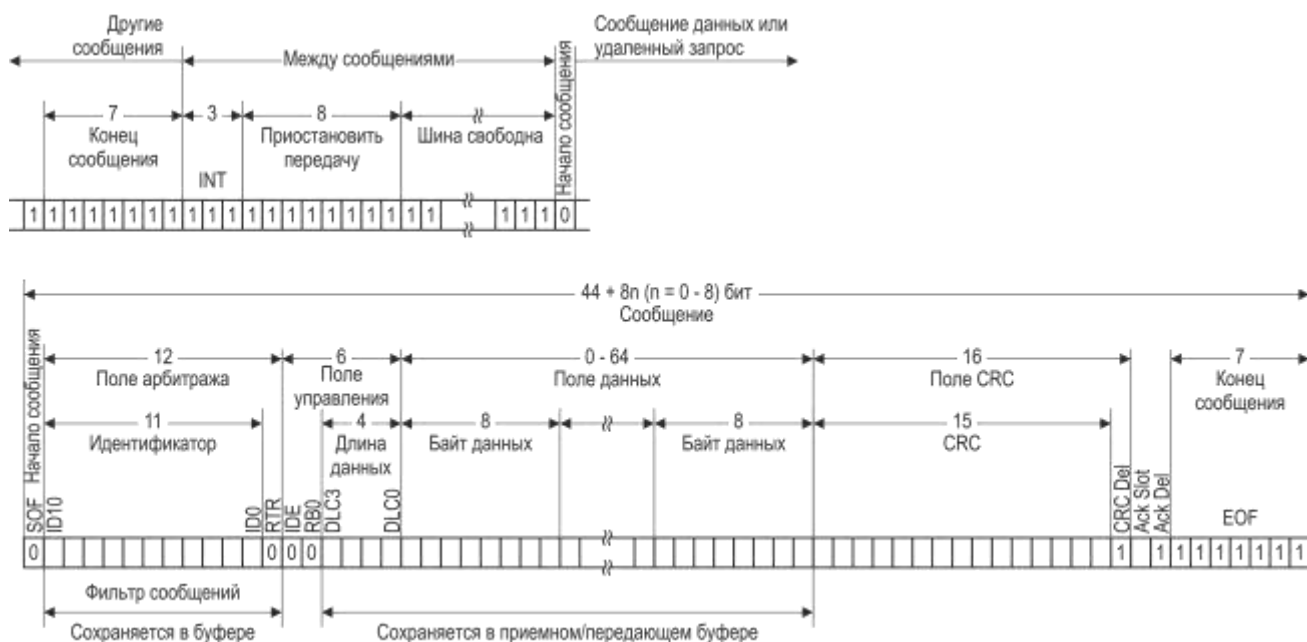 Другие
сообщения
Между сообщениями
Начало сообщения
Сообщение данных или
удаленный запрос
7
Конец
сообщения
3
INT
8
Приостановить
передачу
Шина свободна
1 1 1 1 1 1 1 1 1 1 1 1 1 1 1 1 1 1 1 1 1 1 1 1 0
44 + 8n (n = 0 - 8) бит
Сообщение
Начало сообщения
12
Поле арбитража
6
Поле
управления
0 - 64
Поле данных
16
Поле CRC
7
Конец
сообщения
11
Идентификатор
4
Длина
данных
8
Байт данных
8
Байт данных
15
CRC
SOF
ID10
ID0
RTR
IDE
RB0
DLC3
DLC0
CRC Del
Ack Slot
Ack Del
EOF
0 0 0 0 1 1 1 1 1 1 1 1 1
Фильтр сообщений
Сохраняется в буфере
Сохраняется в приемном/передающем буфере